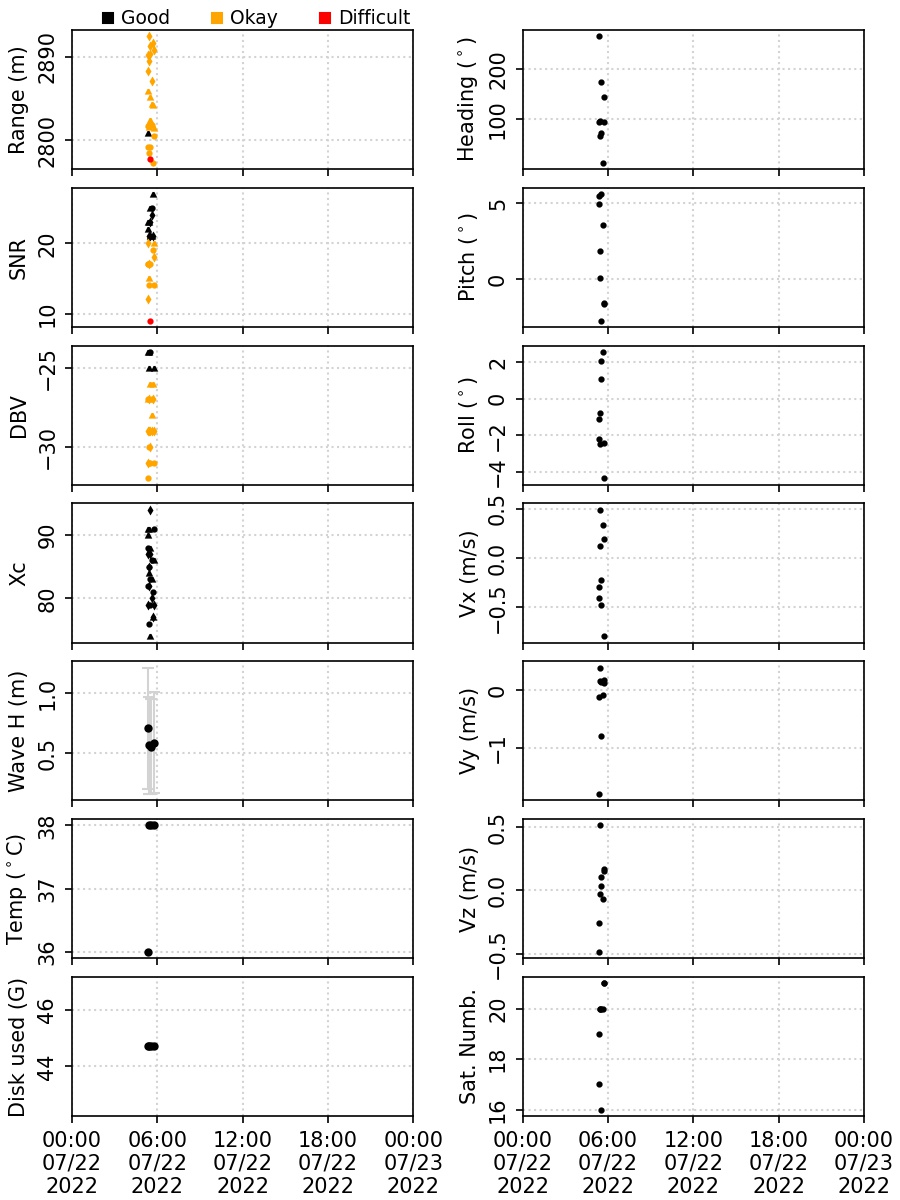 Good Okay Difficult
Range (m)
2890
2800
Heading (°)
200
100
SNR
20
10
Pitch (°)
5
0
DBV
−25
−30
Roll (°)
2
0
−2
−4
Xc
90
80
Vx (m/s)
0.5
0.0
−0.5
Wave H (m)
1.0
0.5
Vy (m/s)
0
−1
Temp (°C)
38
37
36
Vz (m/s)
0.5
0.0
−0.5
Disk used (G)
46
44
Sat. Numb.
20
18
16
00:00 06:00 12:00 18:00 00:00
07/22 07/22 07/22 07/22 07/23
2022 2022 2022 2022 2022
00:00 06:00 12:00 18:00 00:00
07/22 07/22 07/22 07/22 07/23
2022 2022 2022 2022 2022